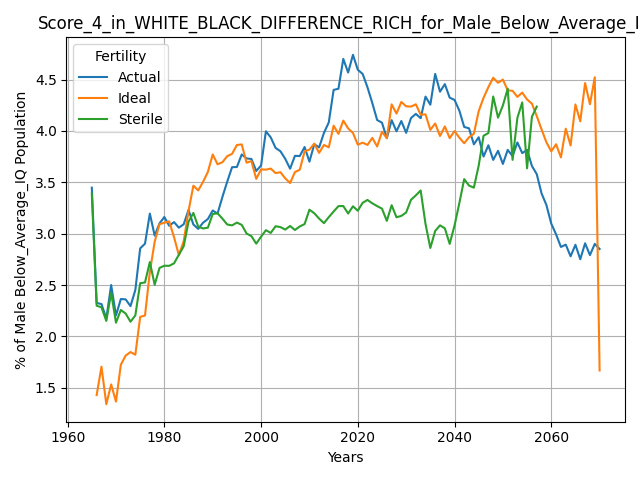 Score_4_in_WHITE_BLACK_DIFFERENCE_RICH_for_Male_Below_Average_I
Fertility
Actual
Ideal
Sterile
% of Male Below_Average_IQ Population
4.5
4.0
3.5
3.0
2.5
2.0
1.5
1960
1980
2000
2020
2040
2060
Years